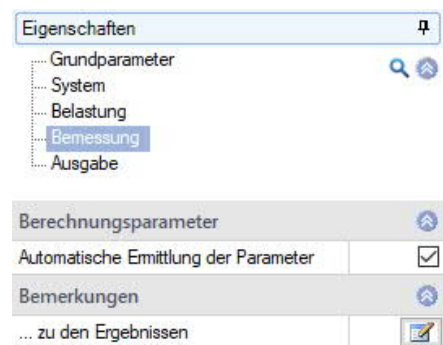 Eigenschaften
Grundparameter
System
Belastung
Bemessung
Ausgabe
Berechnungsparameter
Automatische Ermittlung der Parameter
Bemerkungen
... zu den Ergebnissen